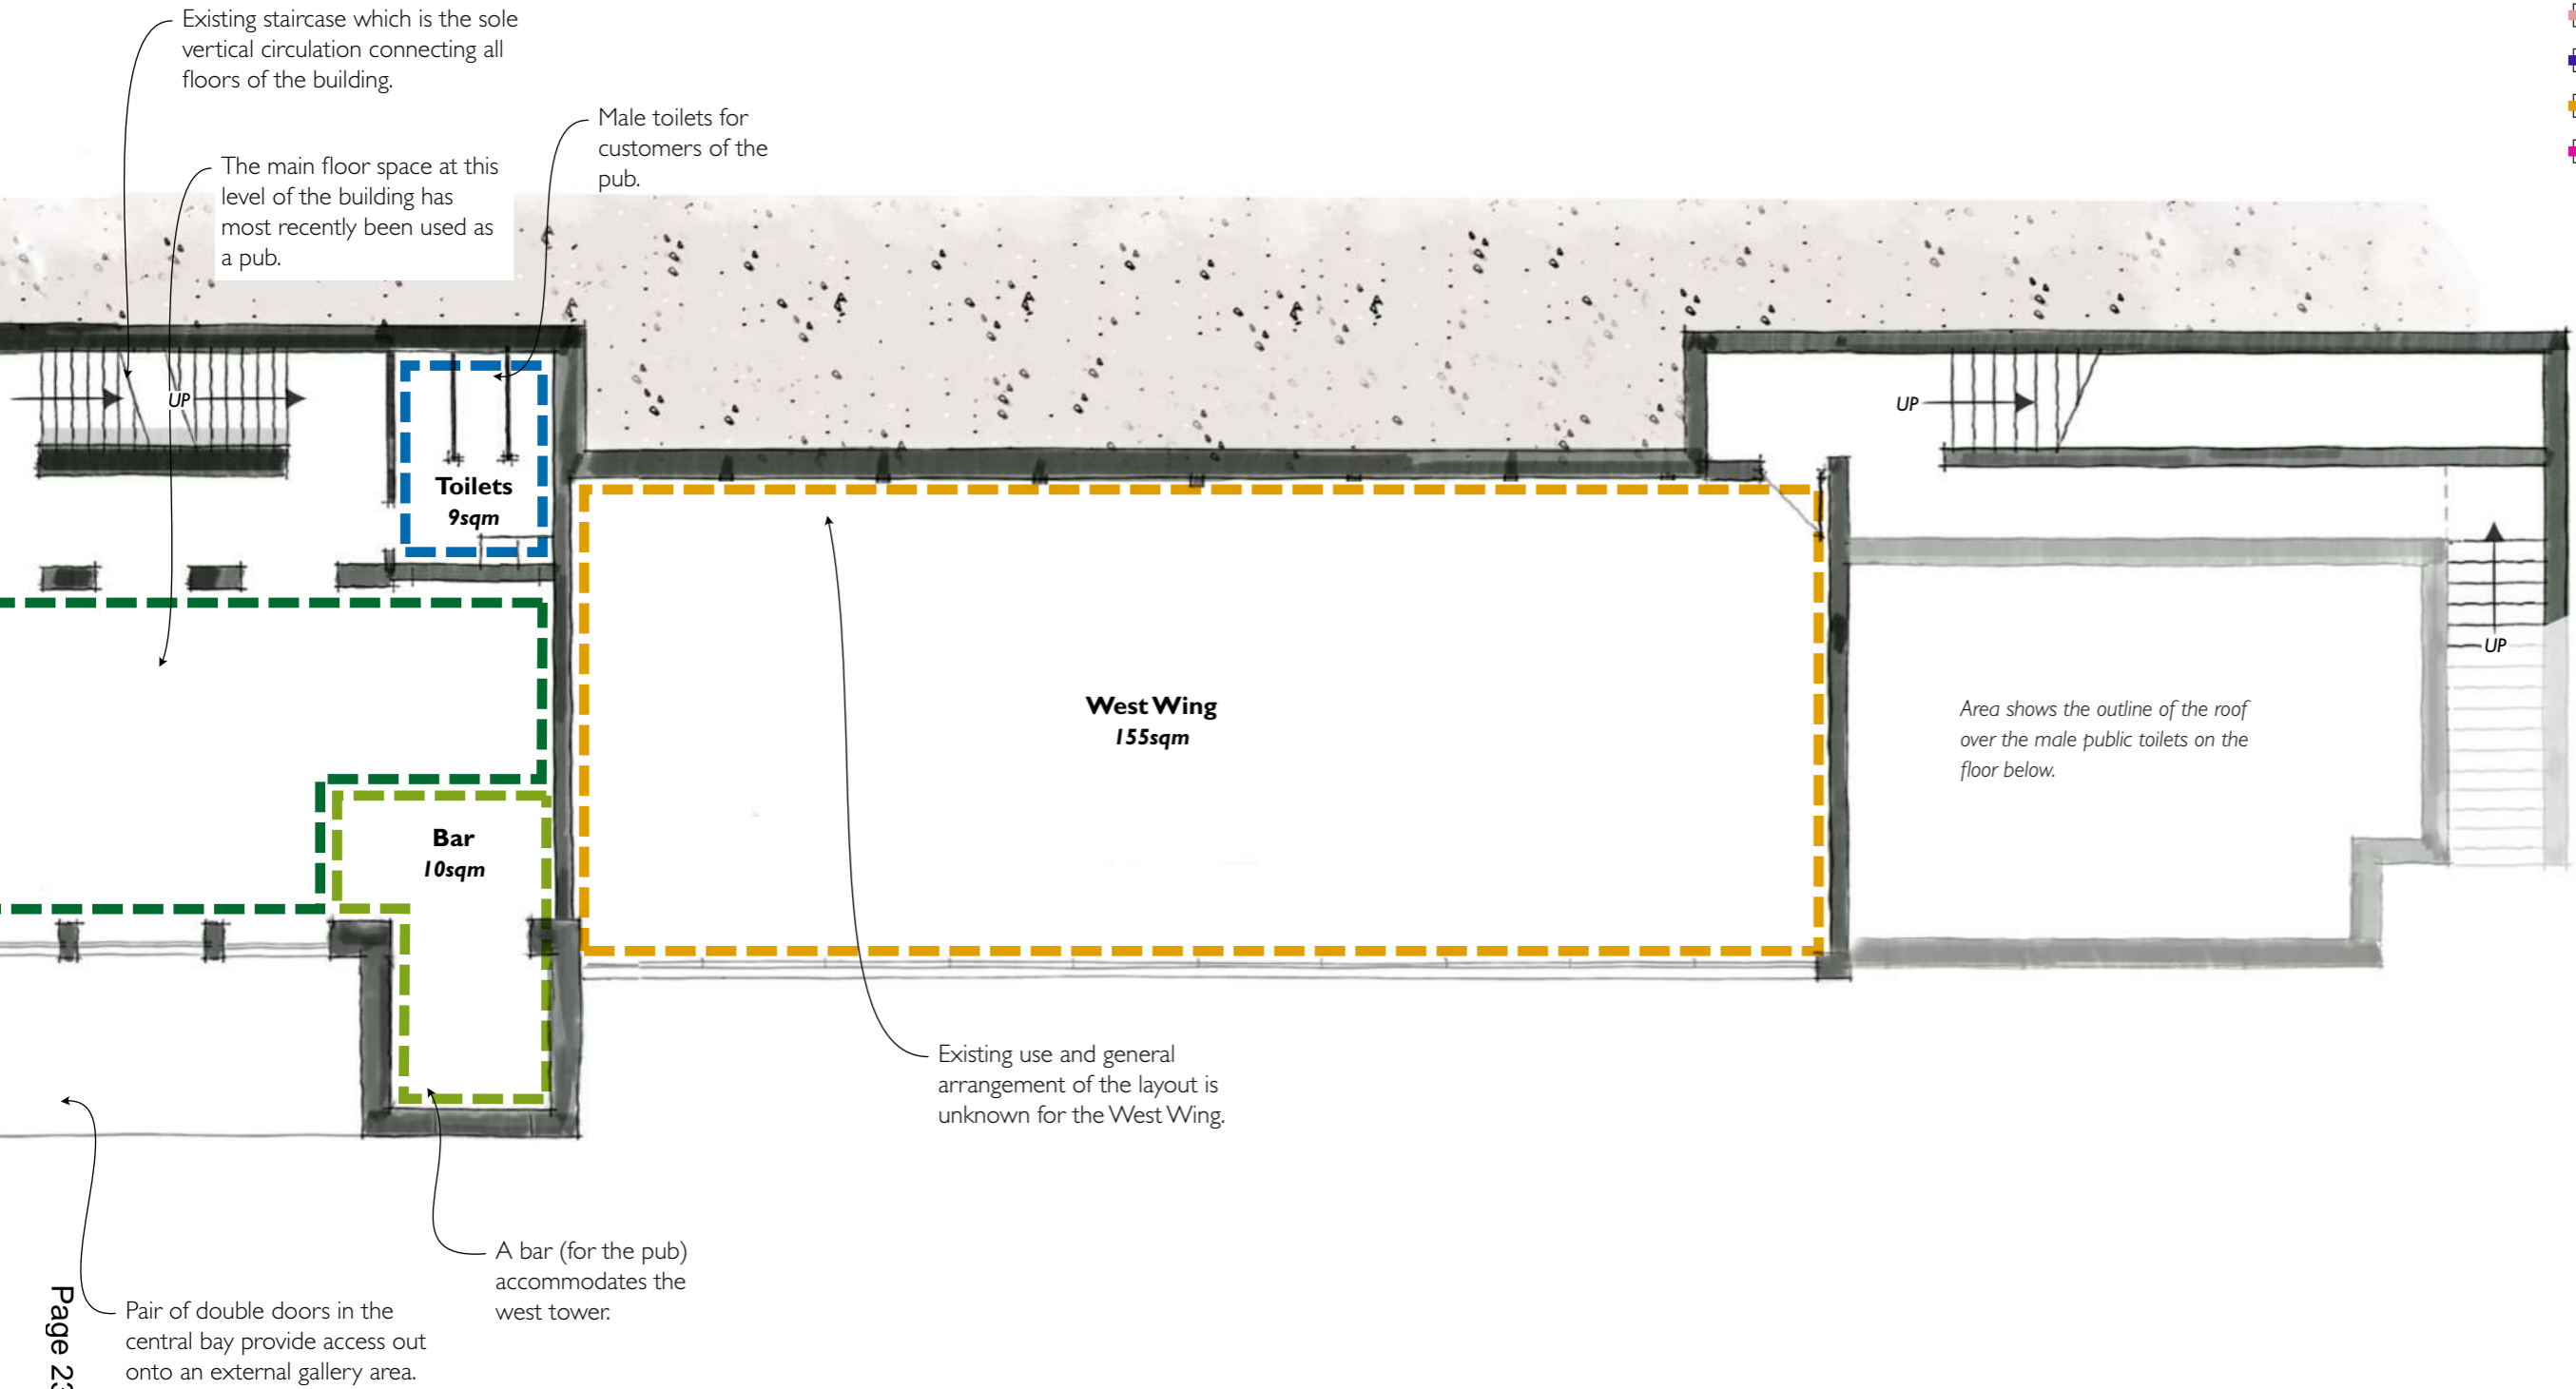 Existing staircase which is the sole
vertical circulation connecting all
floors of the building.
Male toilets for
customers of the
pub.
The main floor space at this
level of the building has
most recently been used as
a pub.
UP
UP
Toilets
9sqm
UP
West Wing
155sqm
Area shows the outline of the roof
over the male public toilets on the
floor below.
Bar
10sqm
Existing use and general
arrangement of the layout is
unknown for the West Wing.
A bar (for the pub)
accommodates the
west tower.
Pair of double doors in the
central bay provide access out
onto an external gallery area.
Page 23